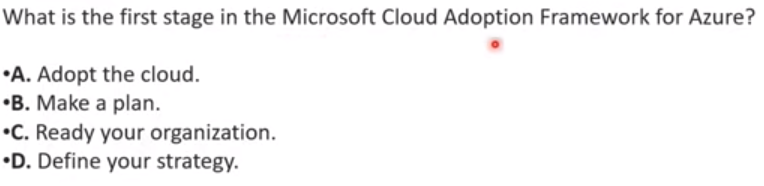 What is the first stage in the Microsoft Cloud Adoption Framework for Azure?
•A. Adopt the cloud.
•B. Make a plan.
•C. Ready your organization.
•D. Define your strategy.